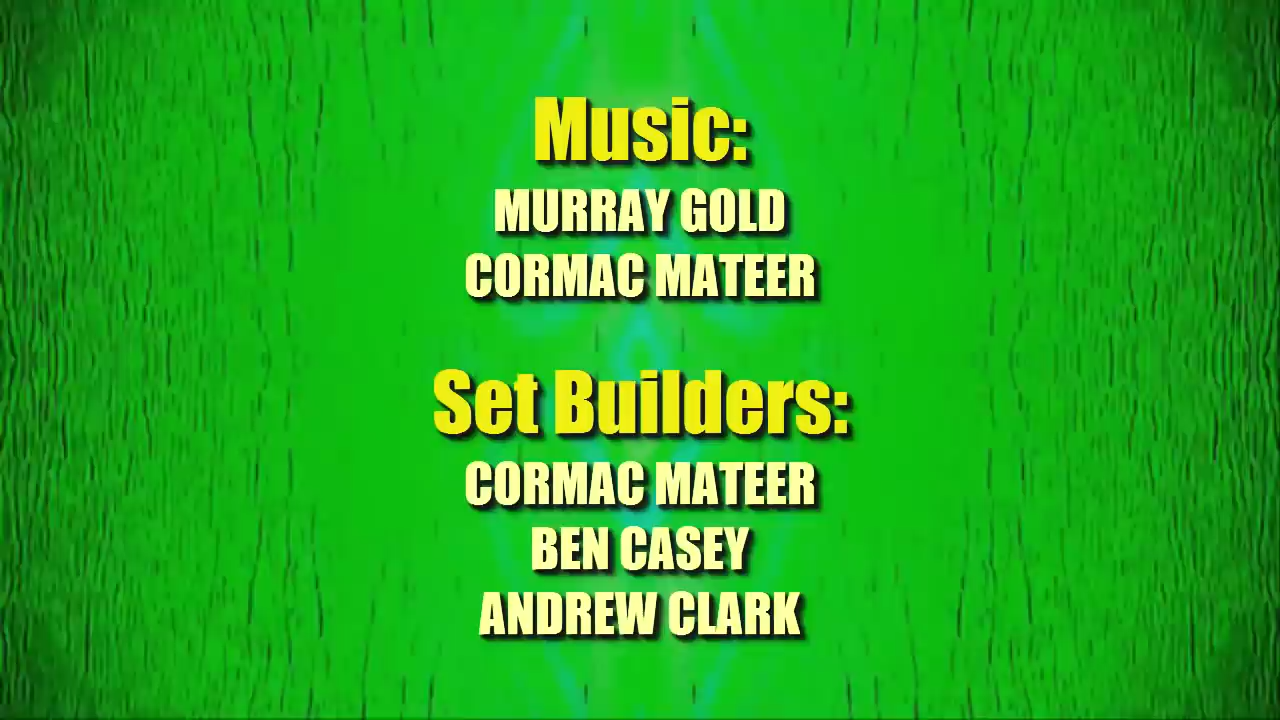 Music:
MURRAY GOLD
CORMAC MATEER
Set Builders:
CORMAC MATEER
BEN CASEY
ANDREW CLARK